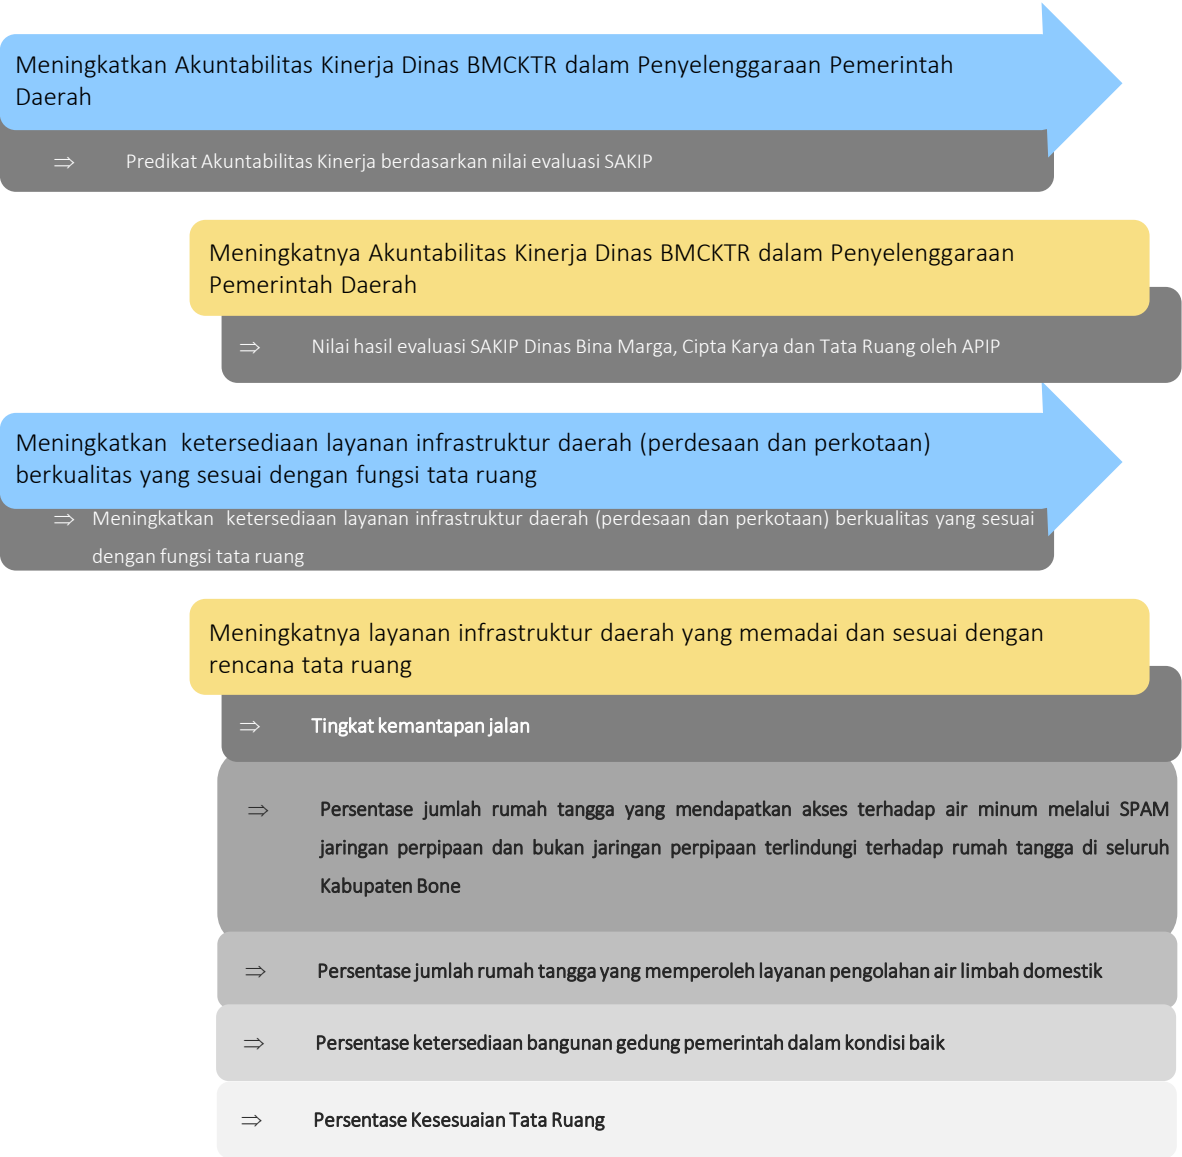 Meningkatkan Akuntabilitas Kinerja Dinas BMCKTR dalam Penyelenggaraan Pemerintah
Daerah
⇒ Predikat Akuntabilitas Kinerja berdasarkan nilai evaluasi SAKIP
Meningkatnya Akuntabilitas Kinerja Dinas BMCKTR dalam Penyelenggaraan
Pemerintah Daerah
⇒ Nilai hasil evaluasi SAKIP Dinas Bina Marga, Cipta Karya dan Tata Ruang oleh APIP
Meningkatkan ketersediaan layanan infrastruktur daerah (perdesaan dan perkotaan)
berkualitas yang sesuai dengan fungsi tata ruang
⇒ Meningkatkan ketersediaan layanan infrastruktur daerah (perdesaan dan perkotaan) berkualitas yang sesuai
dengan fungsi tata ruang
Meningkatnya layanan infrastruktur daerah yang memadai dan sesuai dengan
rencana tata ruang
⇒ Tingkat kemantapan jalan
⇒ Persentase jumlah rumah tangga yang mendapatkan akses terhadap air minum melalui SPAM
jaringan perpipaan dan bukan jaringan perpipaan terlindungi terhadap rumah tangga di seluruh
Kabupaten Bone
⇒ Persentase jumlah rumah tangga yang memperoleh layanan pengolahan air limbah domestik
⇒ Persentase ketersediaan bangunan gedung pemerintah dalam kondisi baik
⇒ Persentase Kesesuaian Tata Ruang